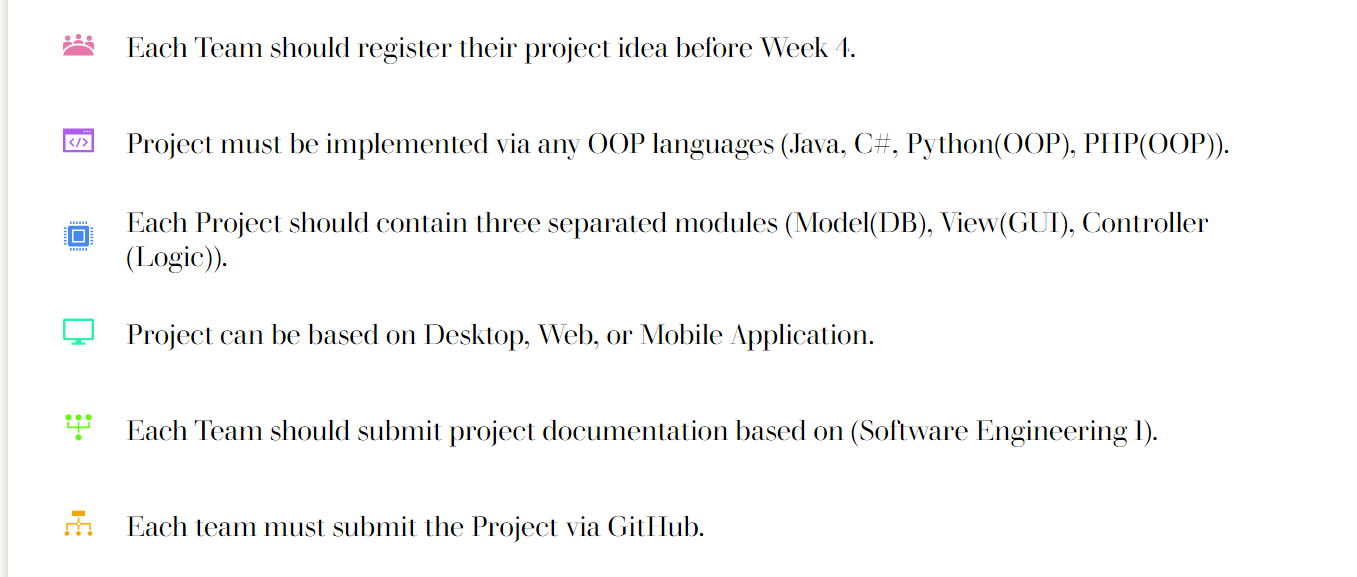 Each Team should register their project idea before Week 4.
</>
Project must be implemented via any OOP languages (Java, C#, Python(OOP), PHP(OOP)).
Each Project should contain three separated modules (Model(DB), View(GUI), Controller
(Logic)).
Project can be based on Desktop, Web, or Mobile Application.
Each Team should submit project documentation based on (Software Engineering 1).
Each team must submit the Project via GitHub.